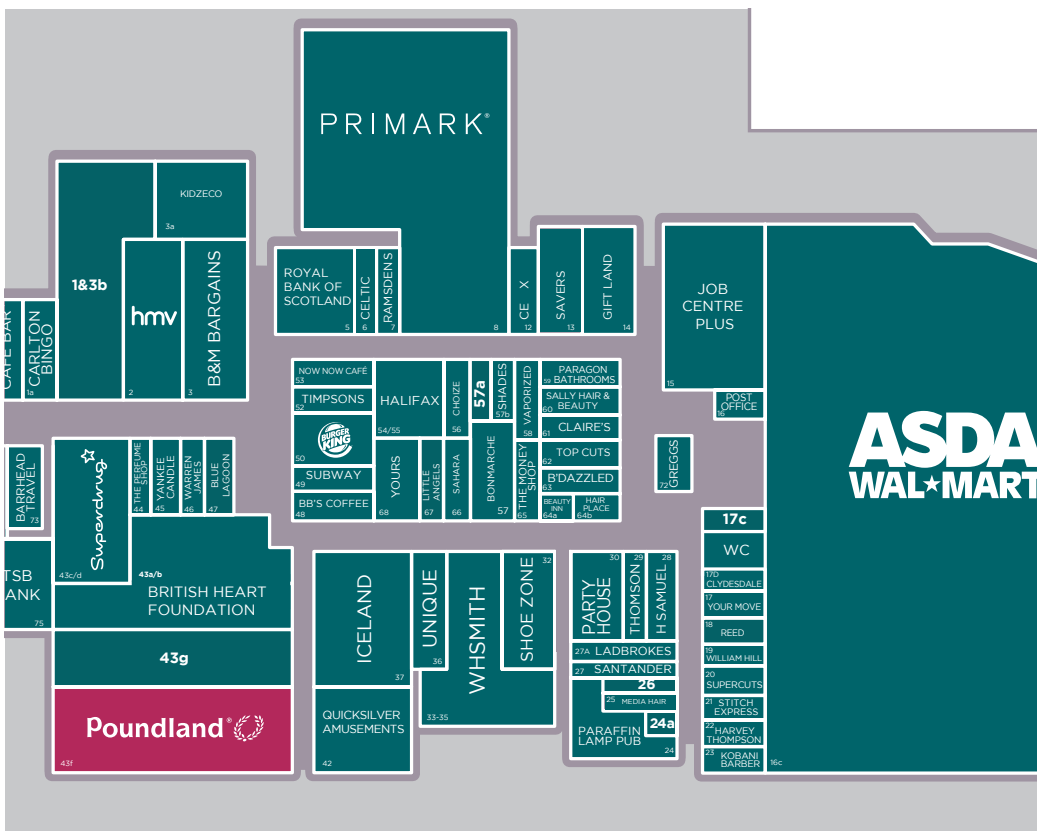 PRIMARK®
8
KIDZECO
3a
1&3b
hmv
2
B&M BARGAINS
3
CAFE BAR
CARLTON
BINGO
1a
ROYAL
BANK OF
SCOTLAND
5
CELTIC
6
RAMSDENS
7
CE X
12
SAVERS
13
GIFT LAND
14
JOB
CENTRE
PLUS
15
POST
OFFICE
16
ASDA
WAL★MART
16c
GREGGS
72
NOW NOW CAFÉ
53
TIMPSONS
52
BURGER
KING
50
SUBWAY
49
BB'S COFFEE
48
HALIFAX
54/55
CHOIZE
56
57a
SHADES
57b
VAPORIZED
58
PARAGON
59 BATHROOMS
SALLY HAIR &
60 BEAUTY
CLAIRE'S
61
TOP CUTS
62
B'DAZZLED
63
BEAUTY
INN
64a
HAIR
PLACE
64b
YOURS
68
LITTLE
ANGELS
67
SAHARA
66
BONMARCHE
57
THE MONEY
SHOP
65
BARRHEAD
TRAVEL
73
TSB
ANK
75
Superdrug
43c/d
THE PERFUME
SHOP
44
YANKEE
CANDLE
45
WARREN
JAMES
46
BLUE
LAGOON
47
43a/b
BRITISH HEART
FOUNDATION
43g
Poundland®
43f
ICELAND
37
UNIQUE
36
WHSMITH
33-35
SHOE ZONE
32
QUICKSILVER
AMUSEMENTS
42
PARTY
HOUSE
30
THOMSON
29
H SAMUEL
28
27A LADBROKES
27 SANTANDER
26
25 MEDIA HAIR
24a
PARAFFIN
LAMP PUB
24
17c
WC
17D
CLYDESDALE
17
YOUR MOVE
18
REED
19
WILLIAM HILL
20
SUPERCUTS
21 STITCH
EXPRESS
22
HARVEY
THOMPSON
23 KOBANI
BARBER